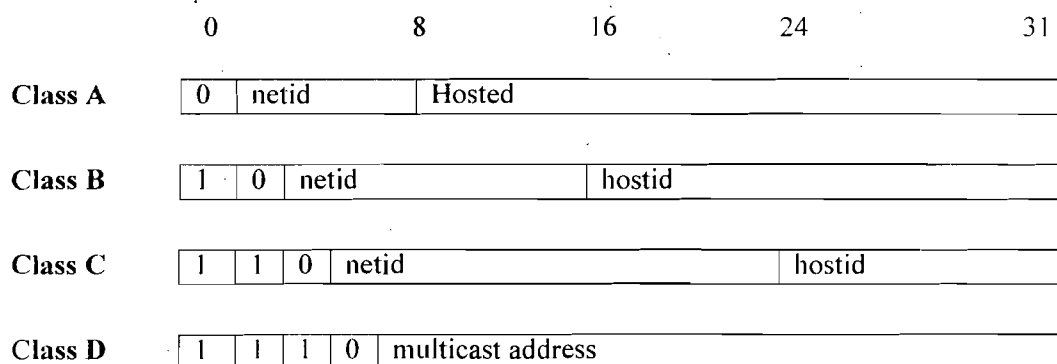 0 8 16 24 31
Class A 0 netid Hosted
Class B 1 0 netid hostid
Class C 1 1 0 netid hostid
Class D 1 1 1 0 multicast address